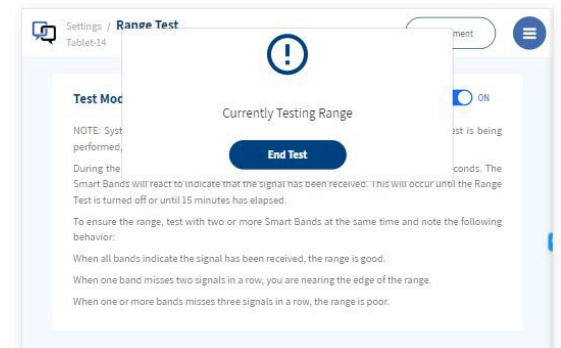 Settings / Range Test
Tablet-14
ment
Currently Testing Range
End Test
Test Mod
ON
NOTE: Syst
est is being
performed,
During the
conds. The
Smart Bands will react to indicate that the signal has been received. This will occur until the Range
Test is turned off or until 15 minutes has elapsed.
To ensure the range, test with two or more Smart Bands at the same time and note the following
behavior:
When all bands indicate the signal has been received, the range is good.
When one band misses two signals in a row, you are nearing the edge of the range.
When one or more bands misses three signals in a row, the range is poor.